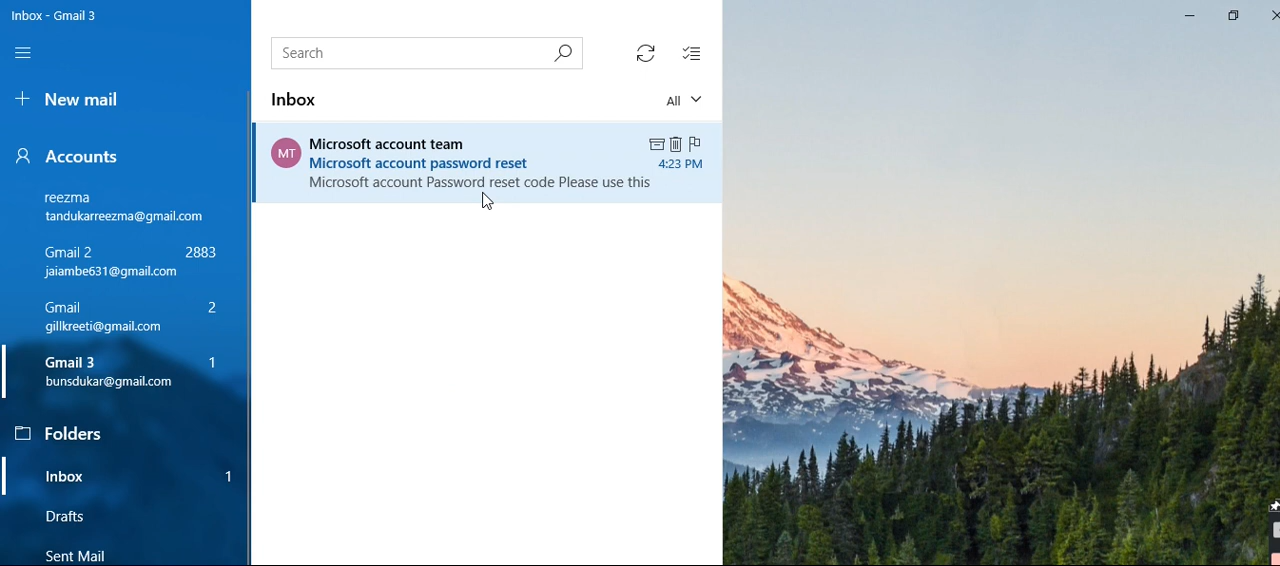 Inbox - Gmail 3
New mail
Accounts
reezma
tandukarreezma@gmail.com
Gmail 2 2883
jaiambe631@gmail.com
Gmail 2
gillkreeti@gmail.com
Gmail 3 1
bunsdukar@gmail.com
Folders
Inbox 1
Drafts
Sent Mail
Search
Inbox All
MT Microsoft account team
Microsoft account password reset 4:23 PM
Microsoft account Password reset code Please use this